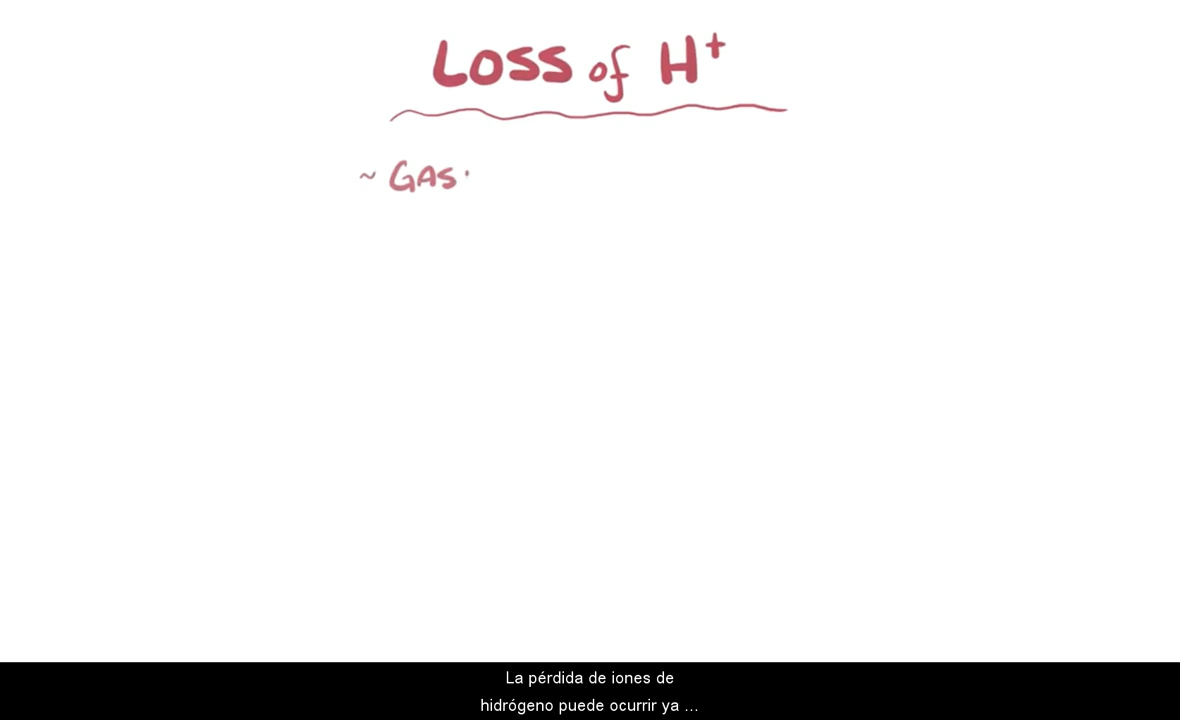 Loss of H+
~ Gas
La pérdida de iones de
hidrógeno puede ocurrir ya ...